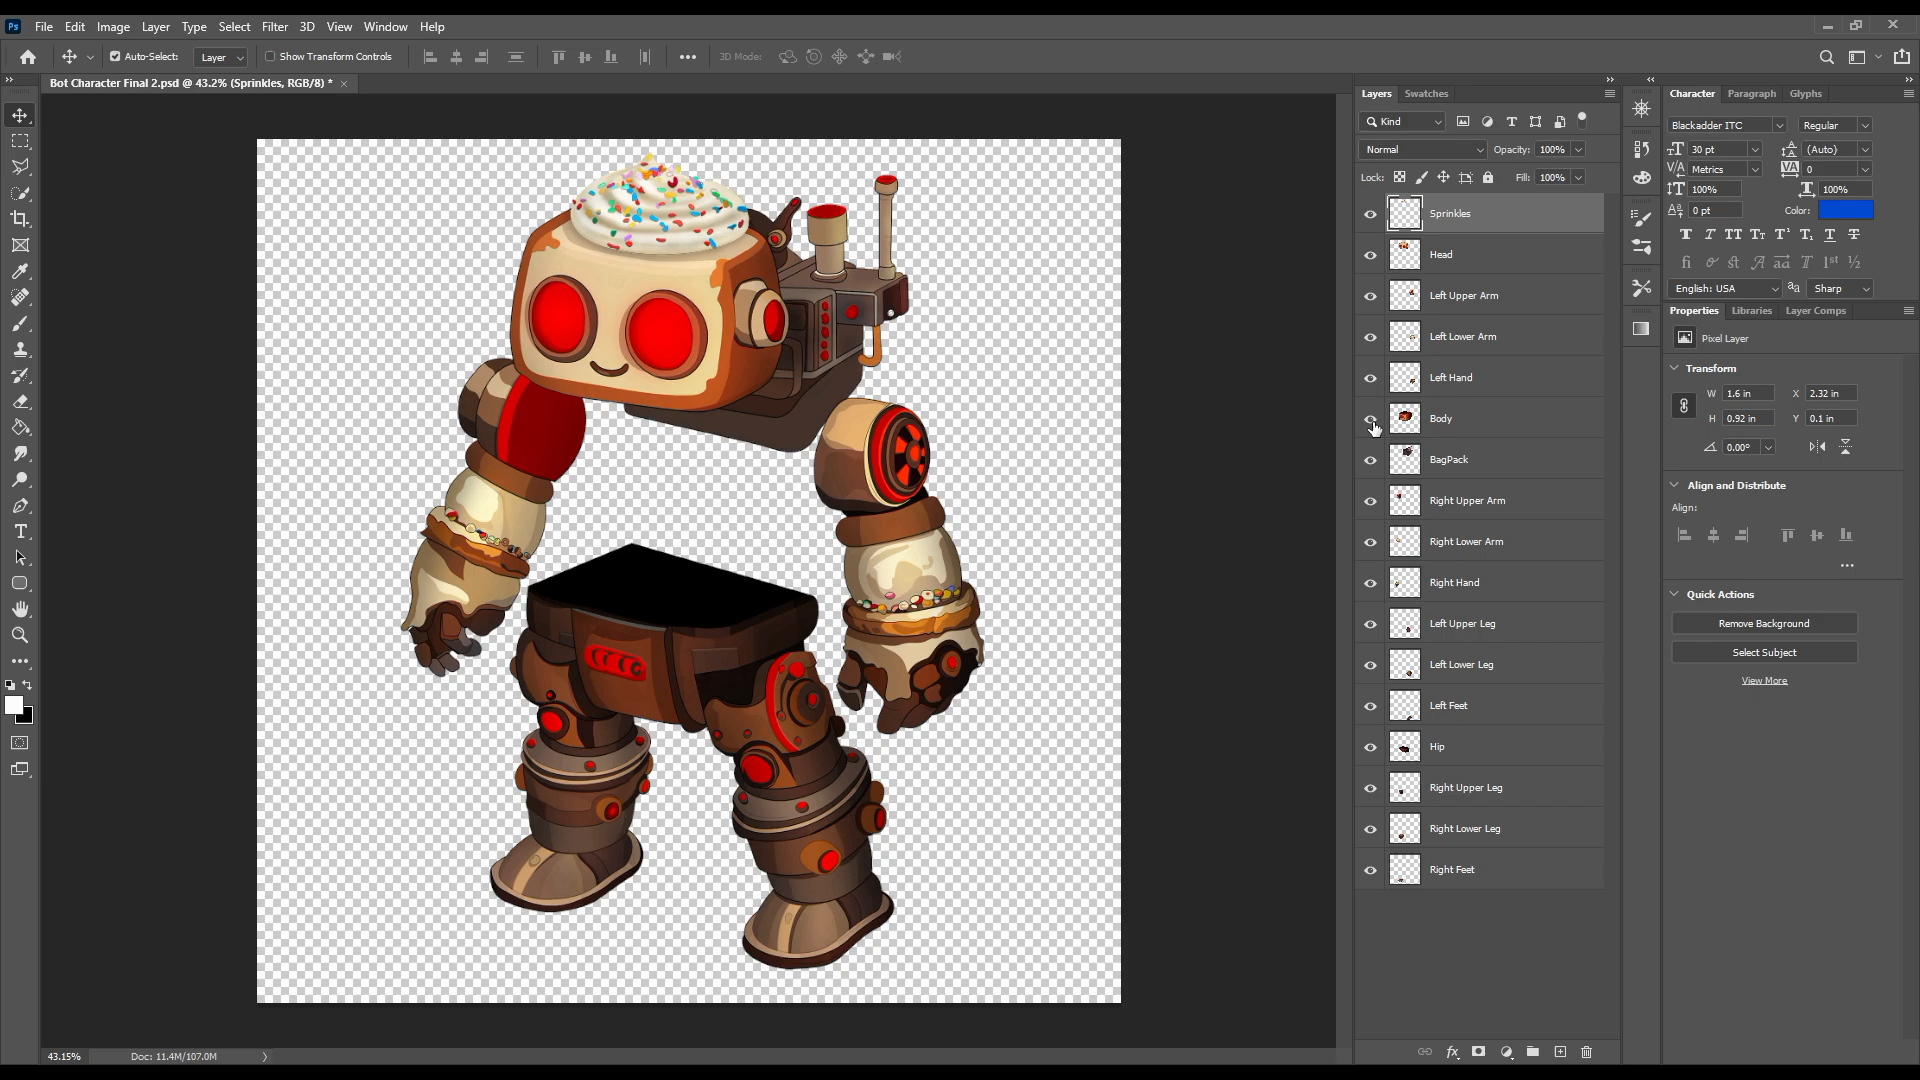 Ps File Edit Image Layer Type Select Filter 3D View Window Help
Auto-Select: Layer Show Transform Controls 3D Mode:
Bot Character Final 2.psd @ 43.2% (Sprinkles, RGB/8) *
Layers Swatches
Kind
Normal Opacity: 100%
Lock: Fill: 100%
Sprinkles
Head
Left Upper Arm
Left Lower Arm
Left Hand
Body
BagPack
Right Upper Arm
Right Lower Arm
Right Hand
Left Upper Leg
Left Lower Leg
Left Feet
Hip
Right Upper Leg
Right Lower Leg
Right Feet
Character Paragraph Glyphs
Blackadder ITC Regular
30 pt (Auto)
Metrics 0
100% 100%
0 pt Color:
English: USA Sharp
Properties Libraries Layer Comps
Pixel Layer
Transform
W 1.6 in X 2.32 in
H 0.92 in Y 0.1 in
0.00°
Align and Distribute
Align:
Quick Actions
Remove Background
Select Subject
View More
43.15% Doc: 11.4M/107.0M